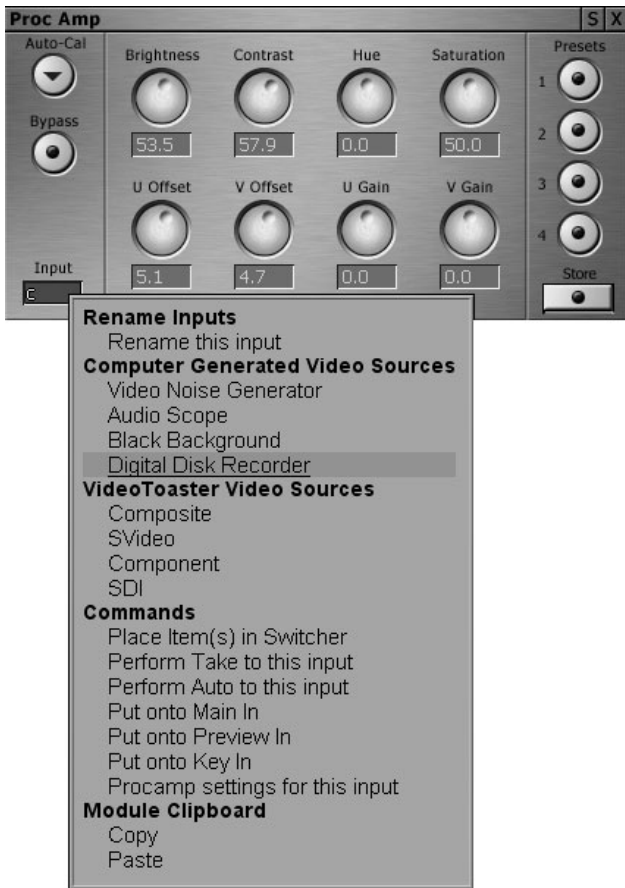 Proc Amp S X
Auto-Cal Brightness Contrast Hue Saturation Presets
1
Bypass
53.5 57.9 0.0 50.0
2
U Offset V Offset U Gain V Gain
3
4
Input
5.1 4.7 0.0 0.0
Store
C
Rename Inputs
Rename this input
Computer Generated Video Sources
Video Noise Generator
Audio Scope
Black Background
Digital Disk Recorder
VideoToaster Video Sources
Composite
SVideo
Component
SDI
Commands
Place Item(s) in Switcher
Perform Take to this input
Perform Auto to this input
Put onto Main In
Put onto Preview In
Put onto Key In
Procamp settings for this input
Module Clipboard
Copy
Paste